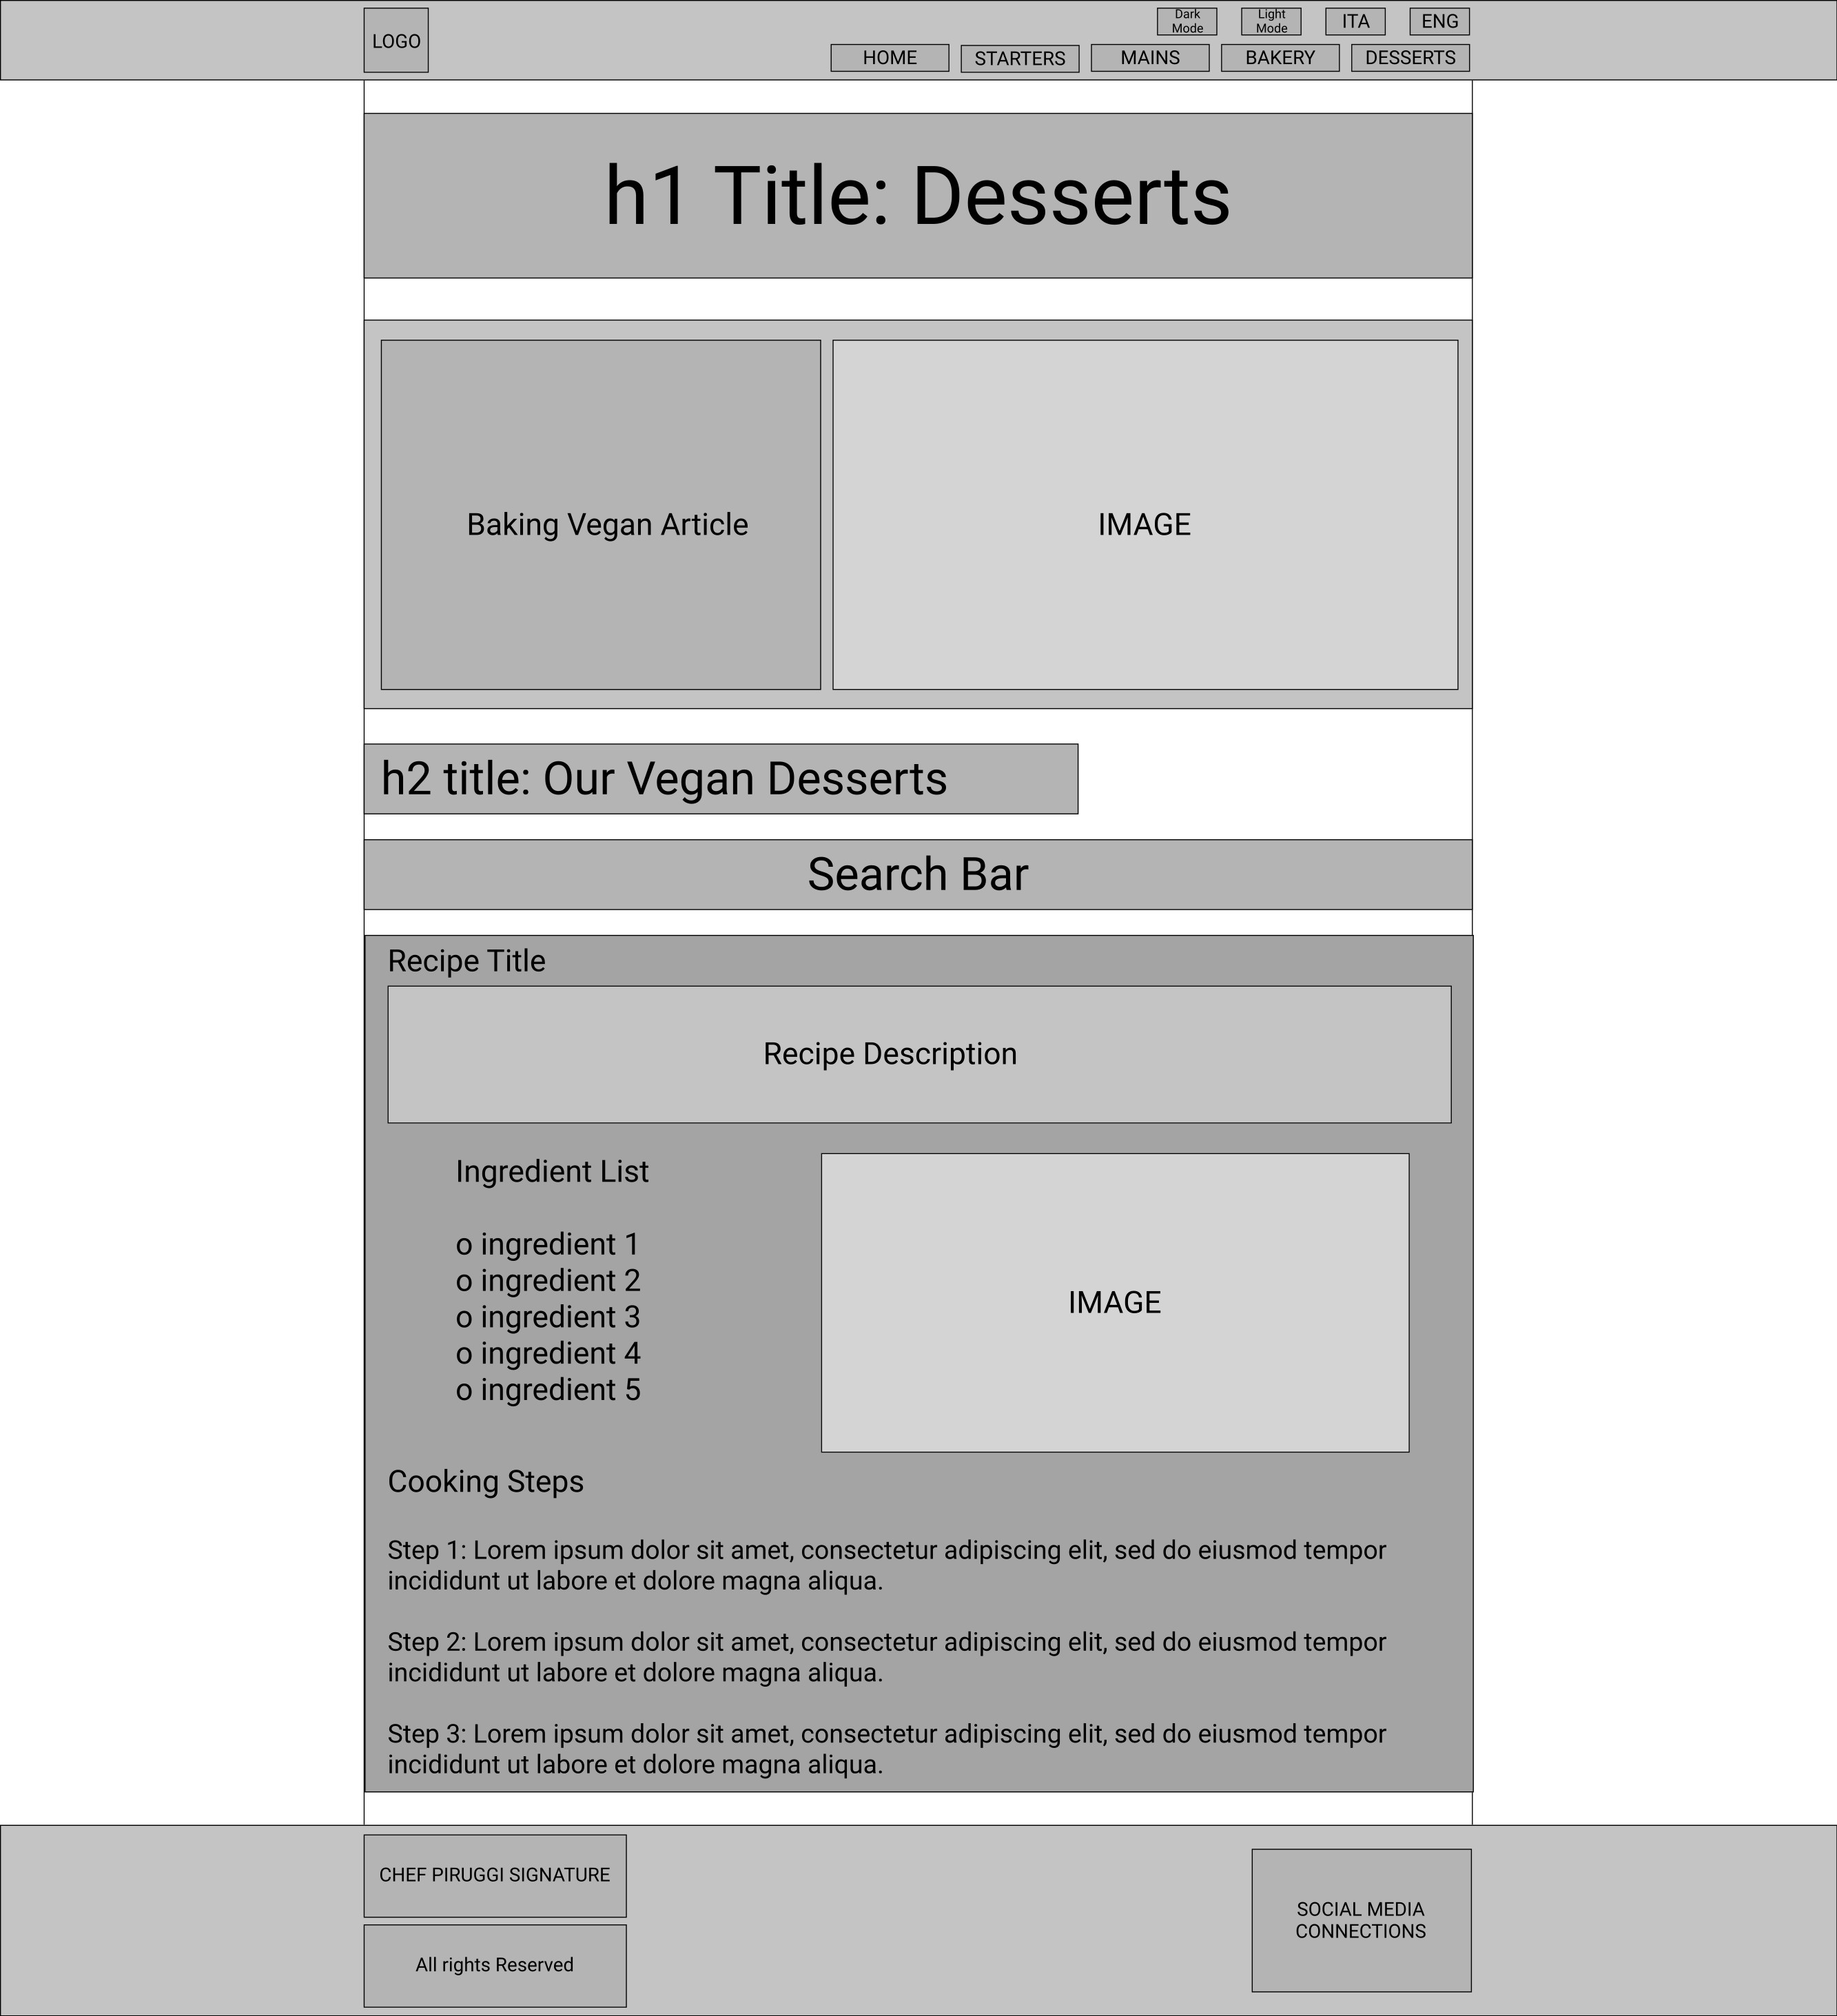 LOGO
Dark
Mode
Light
Mode
ITA
ENG
HOME
STARTERS
MAINS
BAKERY
DESSERTS
h1 Title: Desserts
Baking Vegan Article
IMAGE
h2 title: Our Vegan Desserts
Search Bar
Recipe Title
Recipe Description
Ingredient List
o ingredient 1
o ingredient 2
o ingredient 3
o ingredient 4
o ingredient 5
IMAGE
Cooking Steps
Step 1: Lorem ipsum dolor sit amet, consectetur adipiscing elit, sed do eiusmod tempor
incididunt ut labore et dolore magna aliqua.
Step 2: Lorem ipsum dolor sit amet, consectetur adipiscing elit, sed do eiusmod tempor
incididunt ut labore et dolore magna aliqua.
Step 3: Lorem ipsum dolor sit amet, consectetur adipiscing elit, sed do eiusmod tempor
incididunt ut labore et dolore magna aliqua.
CHEF PIRUGGI SIGNATURE
All rights Reserved
SOCIAL MEDIA
CONNECTIONS